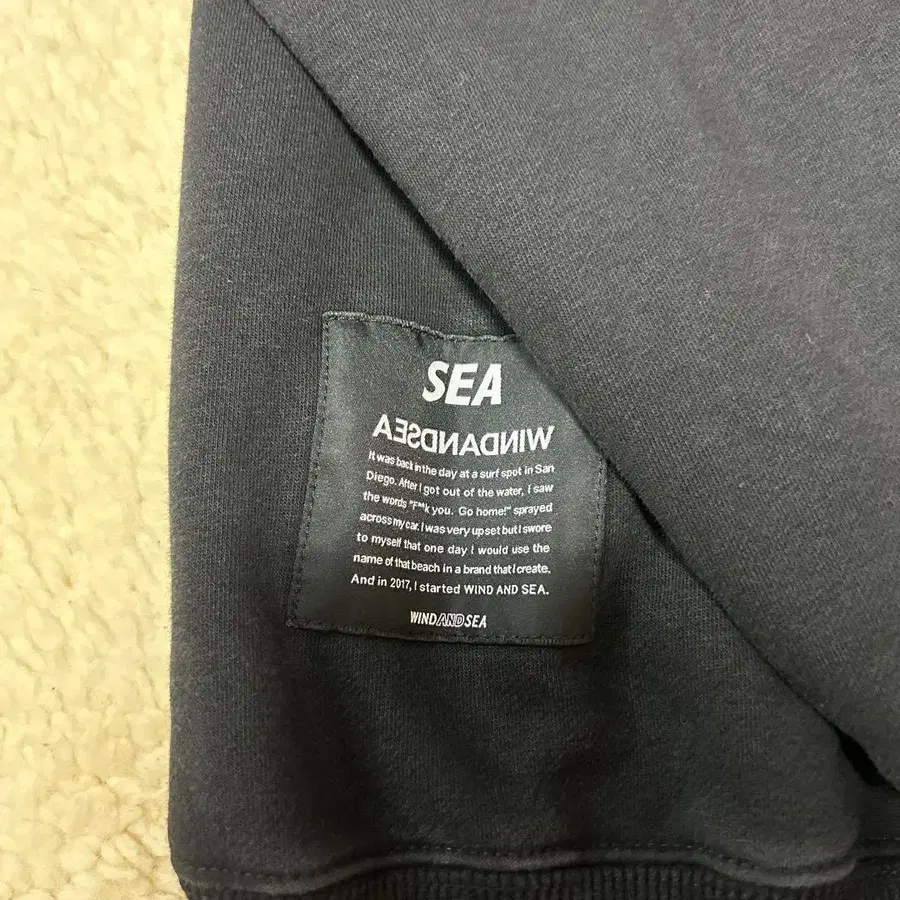 SEA
WINDANDSEA
It was back in the day at a surf spot in San
Diego. After I got out of the water, I saw
the words "F**k you. Go home!" sprayed
across my car. I was very upset but I swore
to myself that one day I would use the
name of that beach in a brand that I create.
And in 2017, I started WIND AND SEA.
WINDANDSEA